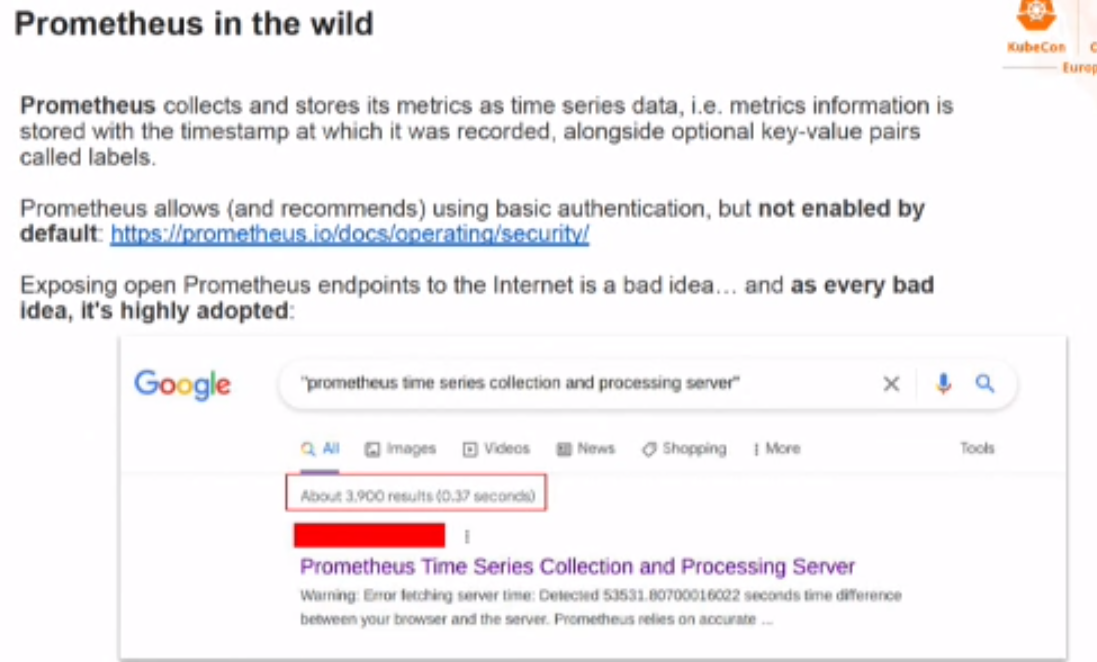 Prometheus in the wild
KubeCon
Europ
Prometheus collects and stores its metrics as time series data, i.e. metrics information is
stored with the timestamp at which it was recorded, alongside optional key-value pairs
called labels.
Prometheus allows (and recommends) using basic authentication, but not enabled by
default: https://prometheus.io/docs/operating/security/
Exposing open Prometheus endpoints to the Internet is a bad idea... and as every bad
idea, it's highly adopted:
Google
"prometheus time series collection and processing server"
All Images Videos News Shopping More Tools
About 3,900 results (0.37 seconds)
Prometheus Time Series Collection and Processing Server
Warning: Error fetching server time: Detected 53531.80700016022 seconds time difference
between your browser and the server. Prometheus relies on accurate ...